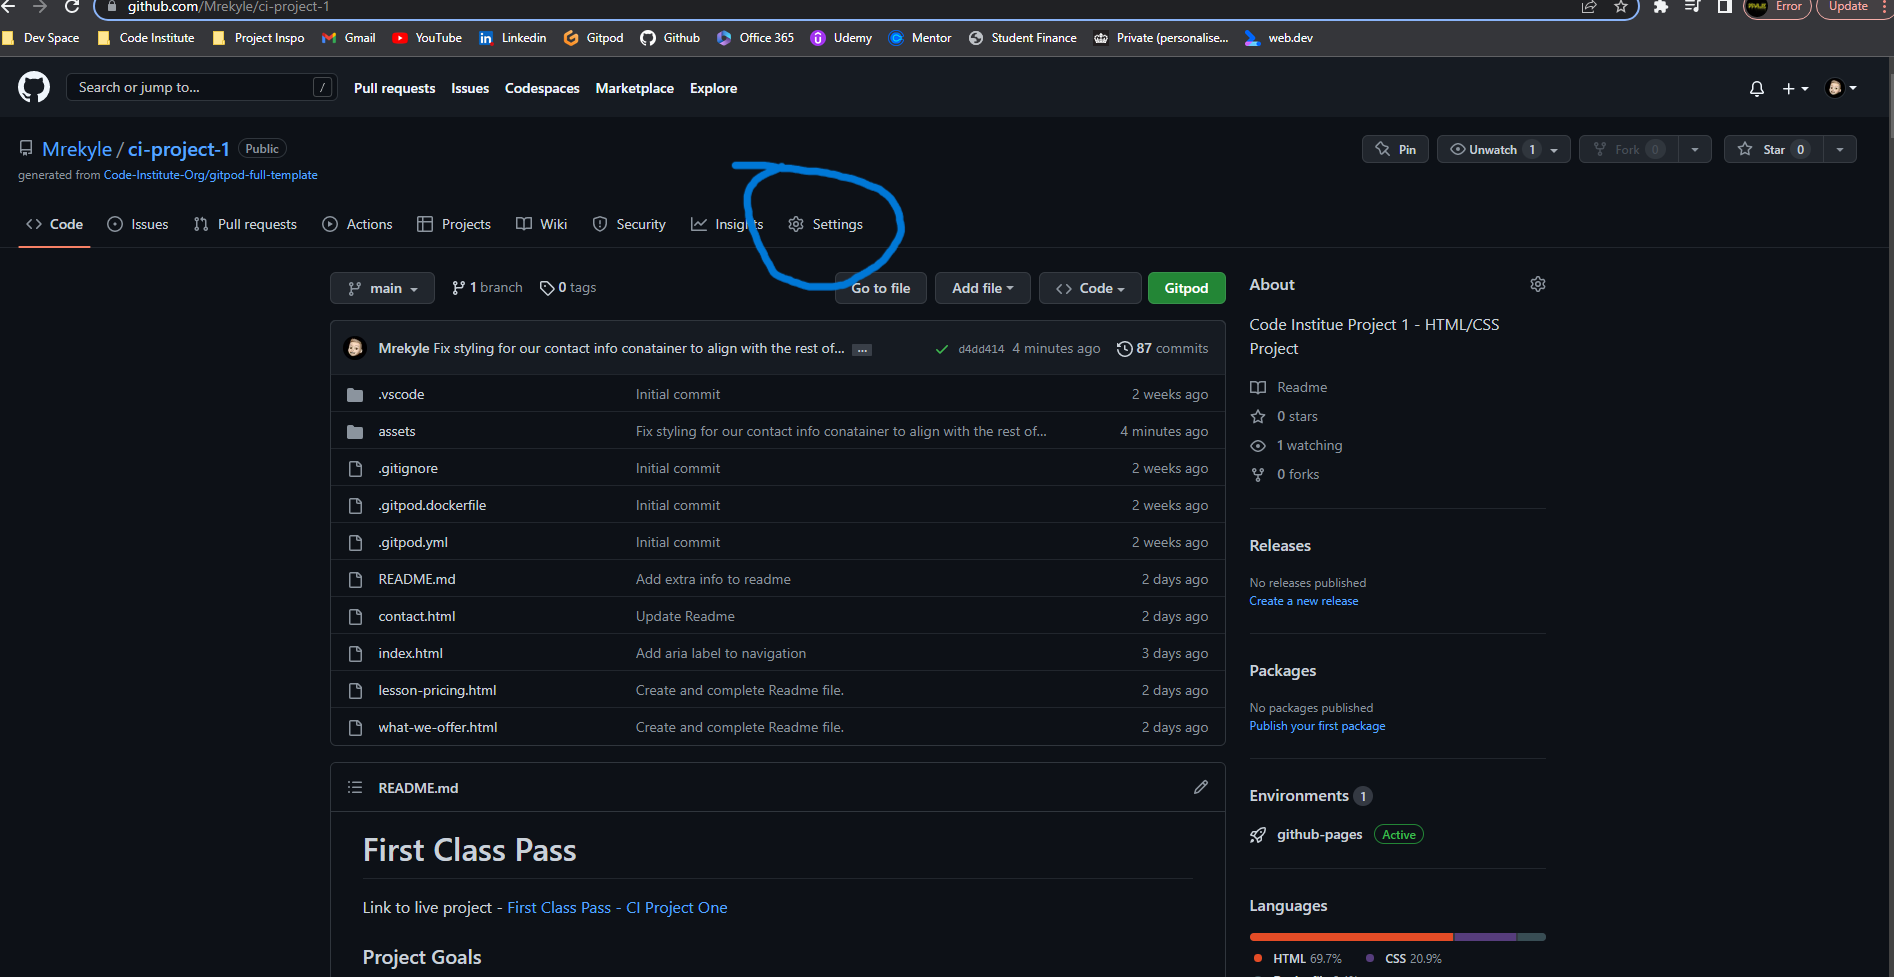 github.com/Mrekyle/ci-project-1
Error
Update
Dev Space
Code Institute
Project Inspo
Gmail
YouTube
Linkedin
Gitpod
Github
Office 365
Udemy
Mentor
Student Finance
Private (personalise...
web.dev
Search or jump to...
/
Pull requests
Issues
Codespaces
Marketplace
Explore
Mrekyle / ci-project-1
Public
Pin
Unwatch 1
Fork 0
Star 0
generated from Code-Institute-Org/gitpod-full-template
Code
Issues
Pull requests
Actions
Projects
Wiki
Security
Insights
Settings
main
1 branch
0 tags
Go to file
Add file
Code
Gitpod
Mrekyle Fix styling for our contact info conatainer to align with the rest of... ...
d4dd414 4 minutes ago
87 commits
.vscode Initial commit 2 weeks ago
assets Fix styling for our contact info conatainer to align with the rest of... 4 minutes ago
.gitignore Initial commit 2 weeks ago
.gitpod.dockerfile Initial commit 2 weeks ago
.gitpod.yml Initial commit 2 weeks ago
README.md Add extra info to readme 2 days ago
contact.html Update Readme 2 days ago
index.html Add aria label to navigation 3 days ago
lesson-pricing.html Create and complete Readme file. 2 days ago
what-we-offer.html Create and complete Readme file. 2 days ago
README.md
First Class Pass
Link to live project - First Class Pass - CI Project One
Project Goals
About
Code Institue Project 1 - HTML/CSS
Project
Readme
0 stars
1 watching
0 forks
Releases
No releases published
Create a new release
Packages
No packages published
Publish your first package
Environments 1
github-pages Active
Languages
HTML 69.7%
CSS 20.9%